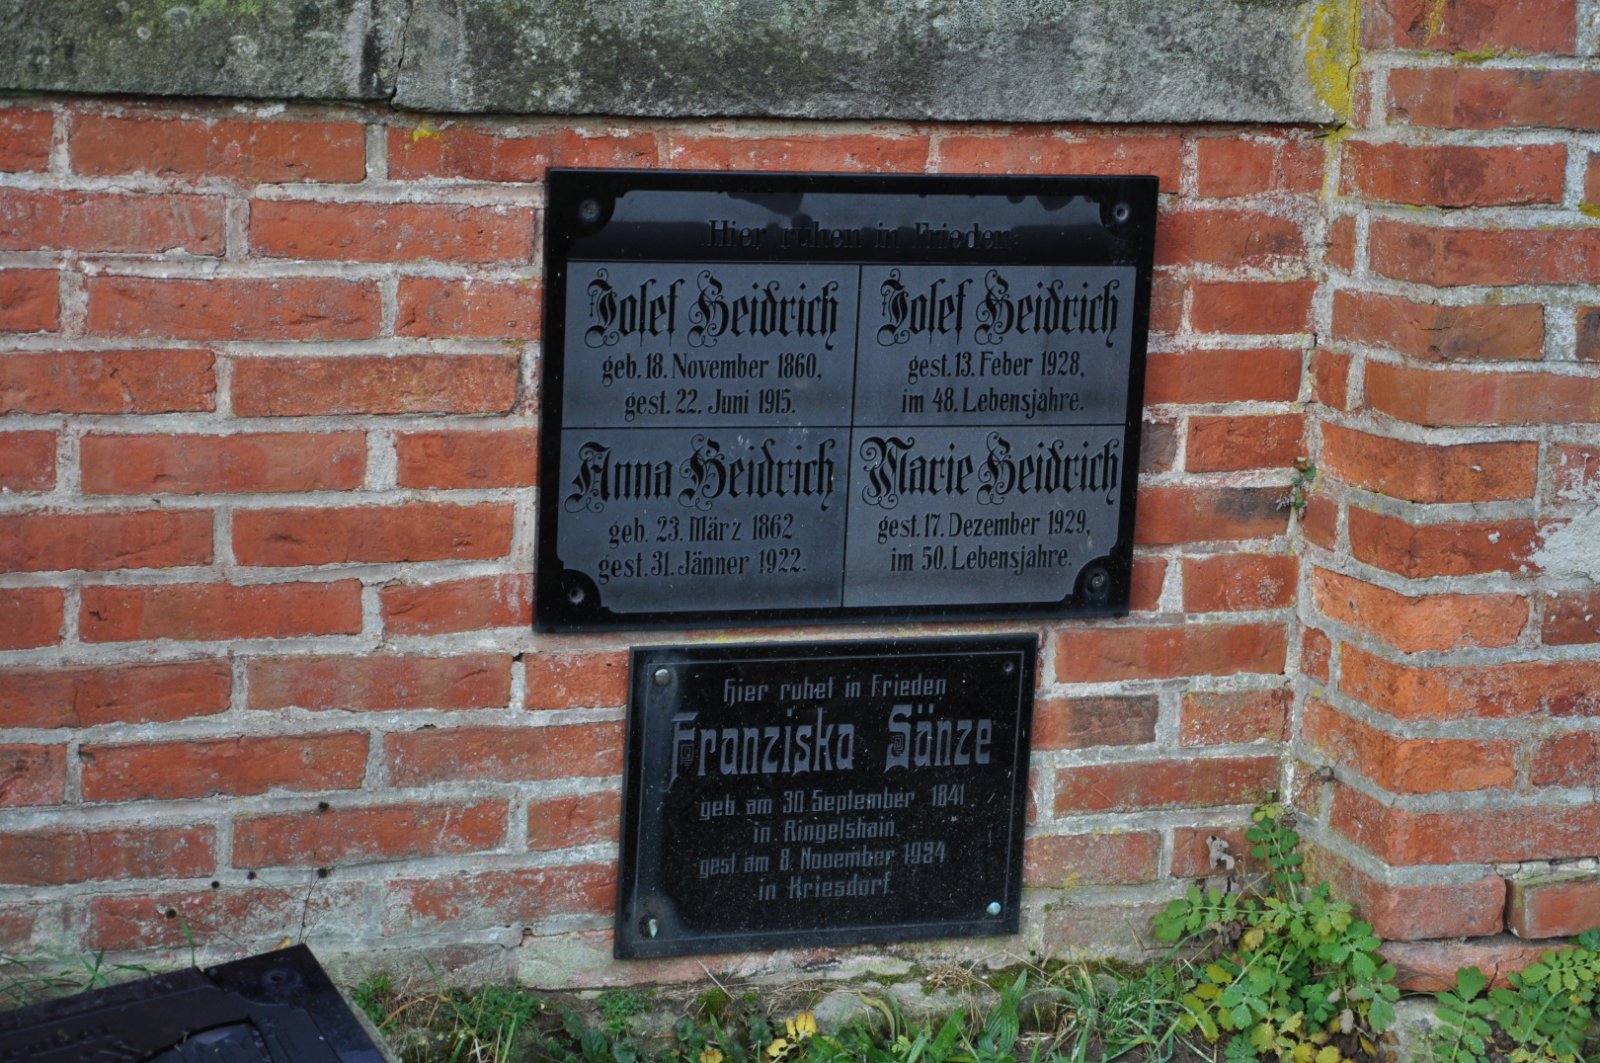 Hier ruhen in Frieden
Josef Heidrich
geb. 18. November 1860,
gest. 22. Juni 1915.
Josef Heidrich
gest. 13. Feber 1928,
im 48. Lebensjahre.
Anna Heidrich
geb. 23. März 1862
gest. 31. Jänner 1922.
Marie Heidrich
gest. 17. Dezember 1929,
im 50. Lebensjahre.
Hier ruhet in Frieden
Franziska Sänze
geb am 30 September 1841
in Ringelshain
gest am 8. November 1924
in Kriesdorf